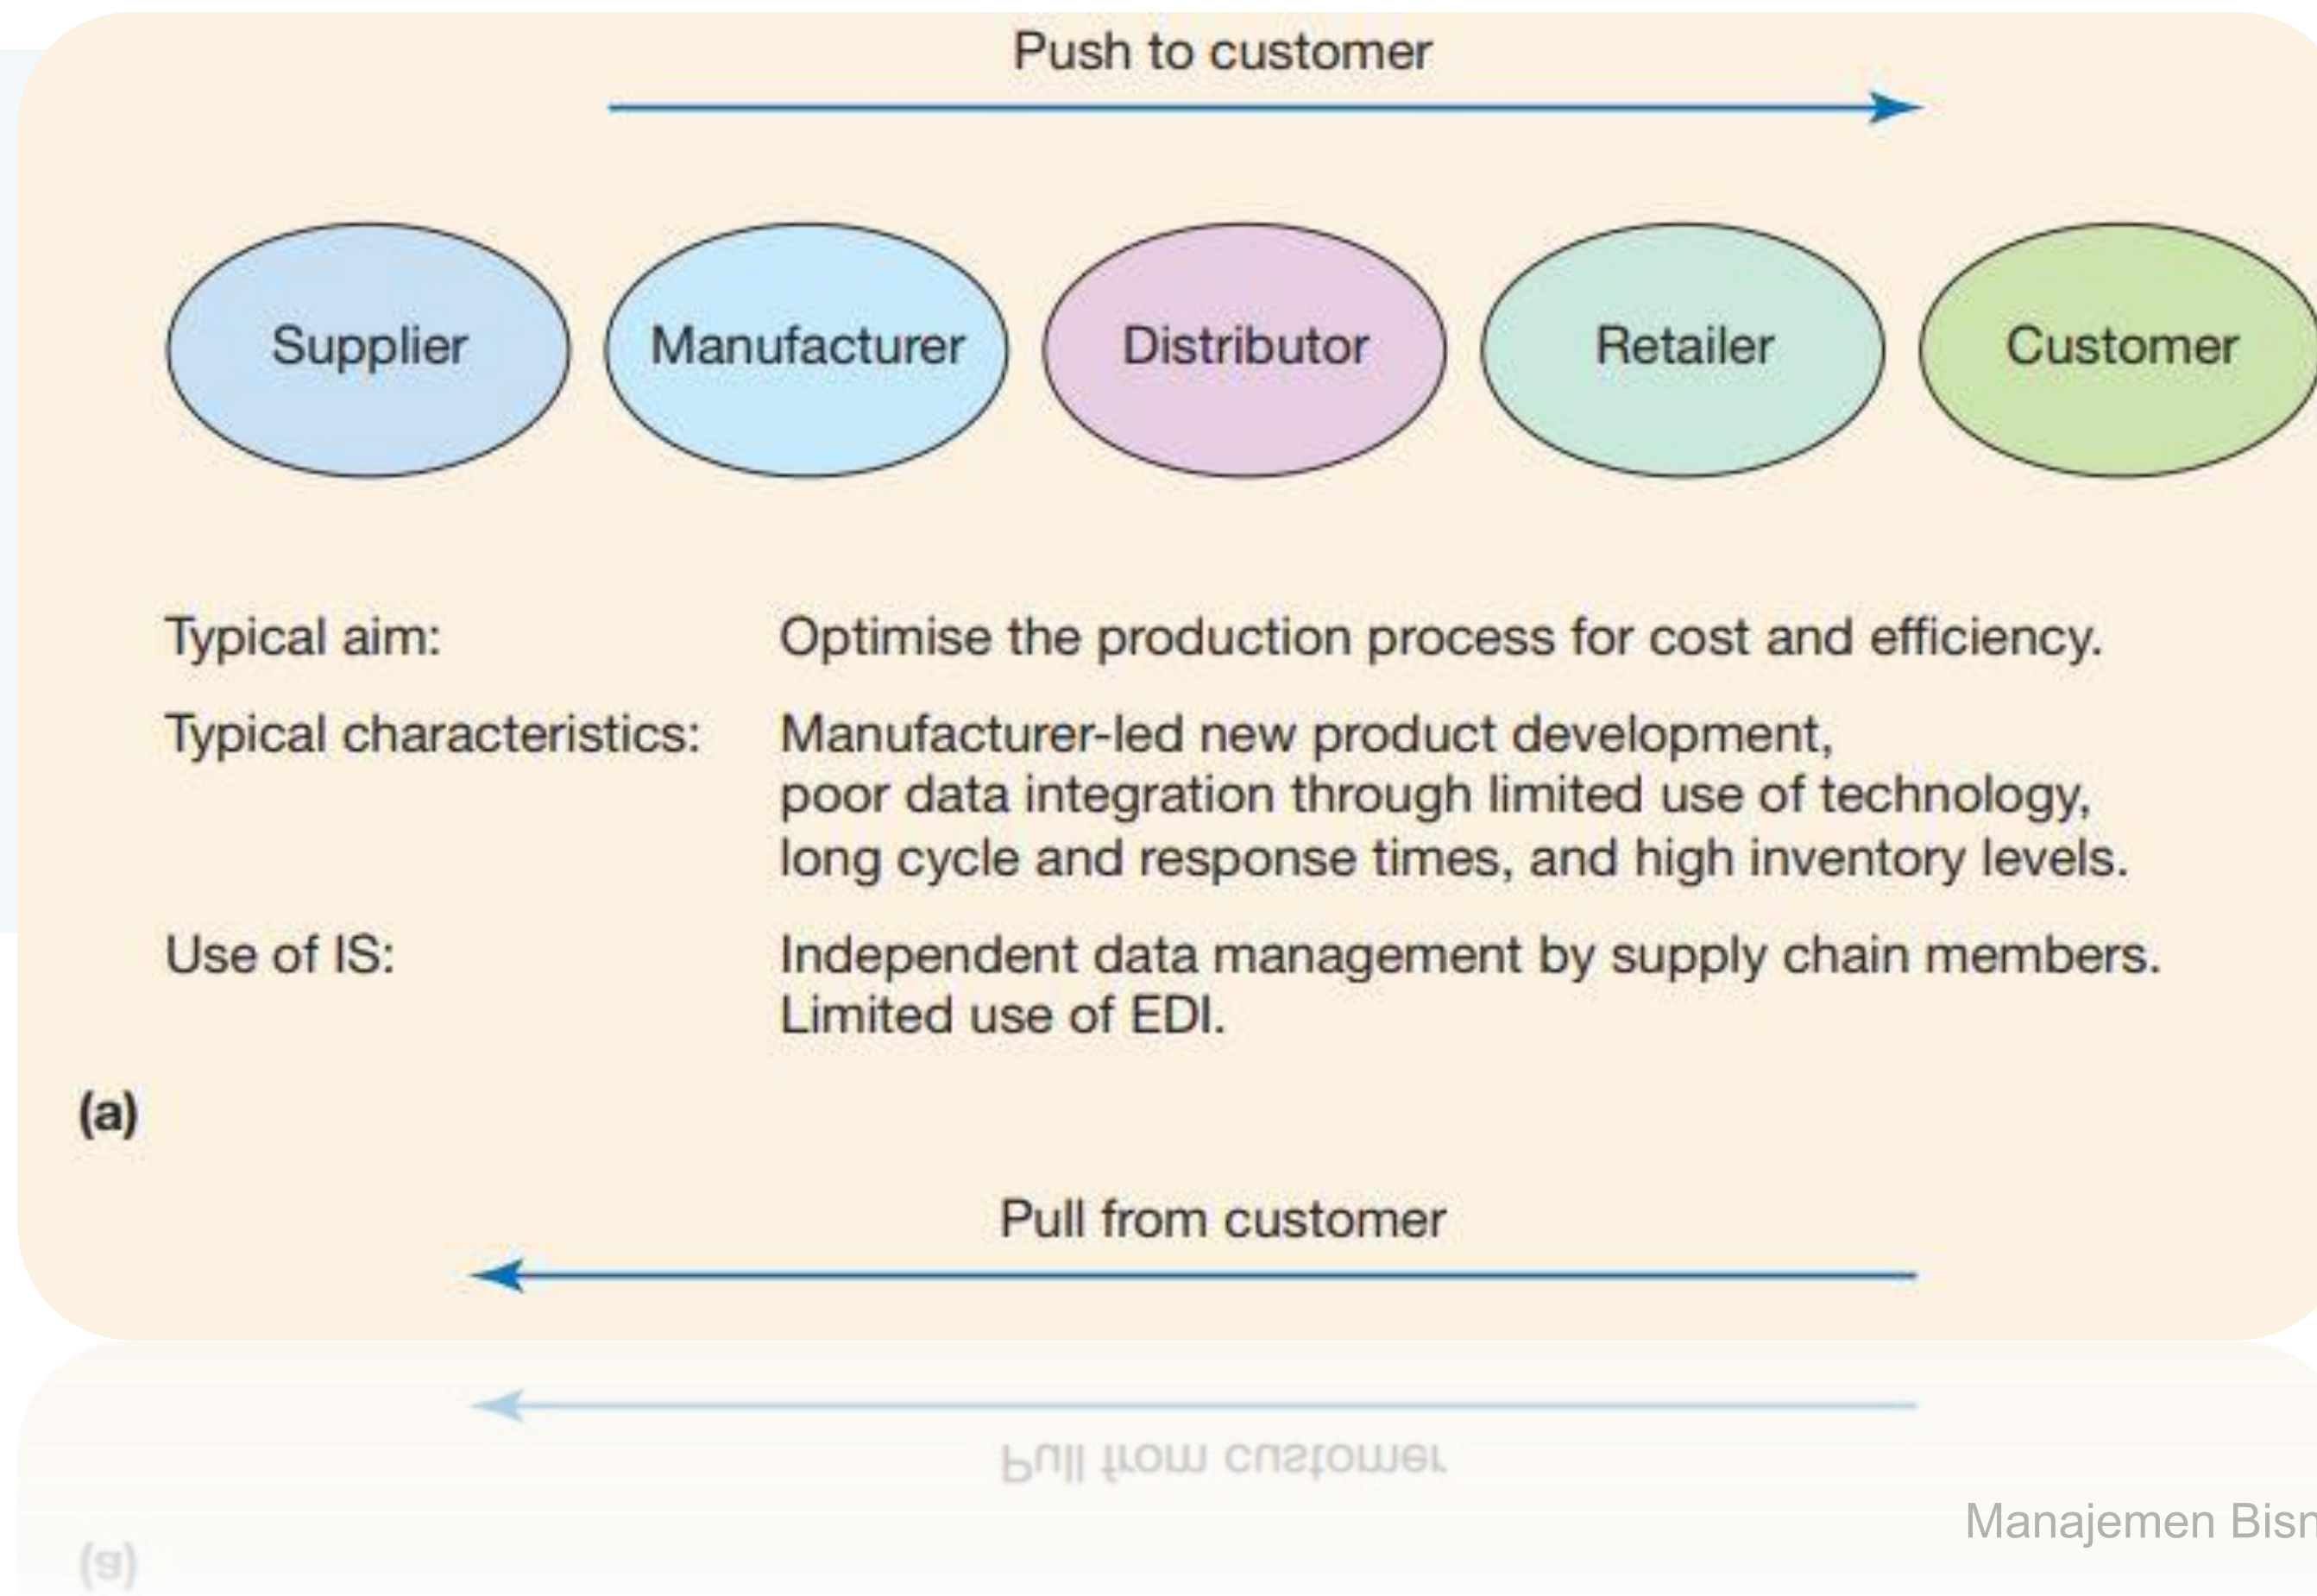 Push to customer
Supplier Manufacturer Distributor Retailer Customer
Typical aim: Optimise the production process for cost and efficiency.
Typical characteristics: Manufacturer-led new product development,
poor data integration through limited use of technology,
long cycle and response times, and high inventory levels.
Use of IS: Independent data management by supply chain members.
Limited use of EDI.
(a)
Pull from customer
Pull from customer
Manajemen
(a)